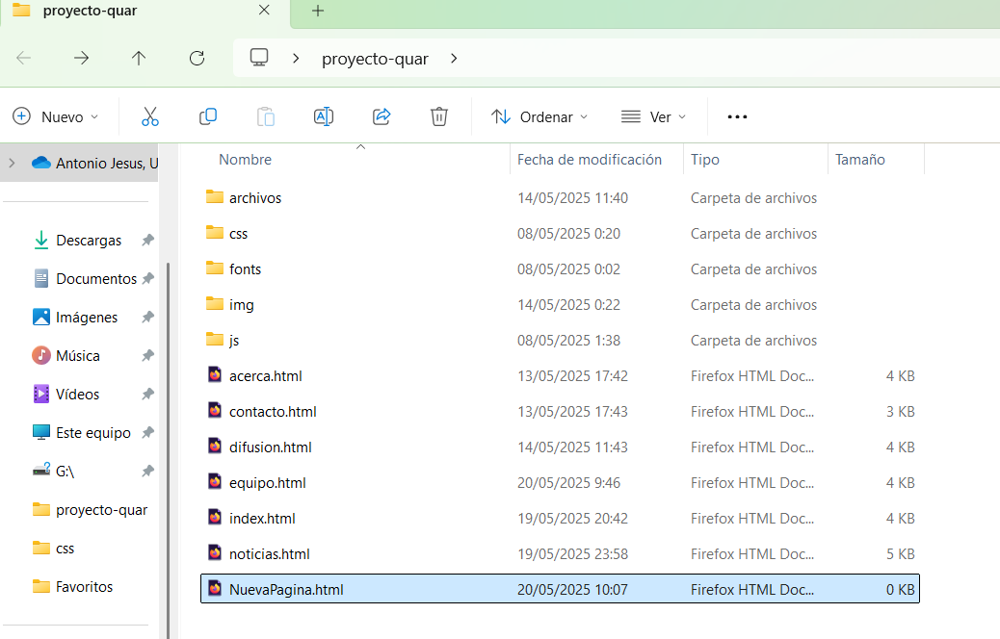 proyecto-quar
proyecto-quar
Nuevo
Ordenar
Ver
Antonio Jesus, U
Nombre Fecha de modificación Tipo Tamaño
archivos 14/05/2025 11:40 Carpeta de archivos
css 08/05/2025 0:20 Carpeta de archivos
fonts 08/05/2025 0:02 Carpeta de archivos
img 14/05/2025 0:22 Carpeta de archivos
js 08/05/2025 1:38 Carpeta de archivos
acerca.html 13/05/2025 17:42 Firefox HTML Doc... 4 KB
contacto.html 13/05/2025 17:43 Firefox HTML Doc... 3 KB
difusion.html 14/05/2025 11:43 Firefox HTML Doc... 4 KB
equipo.html 20/05/2025 9:46 Firefox HTML Doc... 4 KB
index.html 19/05/2025 20:42 Firefox HTML Doc... 4 KB
noticias.html 19/05/2025 23:58 Firefox HTML Doc... 5 KB
NuevaPagina.html 20/05/2025 10:07 Firefox HTML Doc... 0 KB
Descargas
Documentos
Imágenes
Música
Vídeos
Este equipo
G:\
proyecto-quar
css
Favoritos